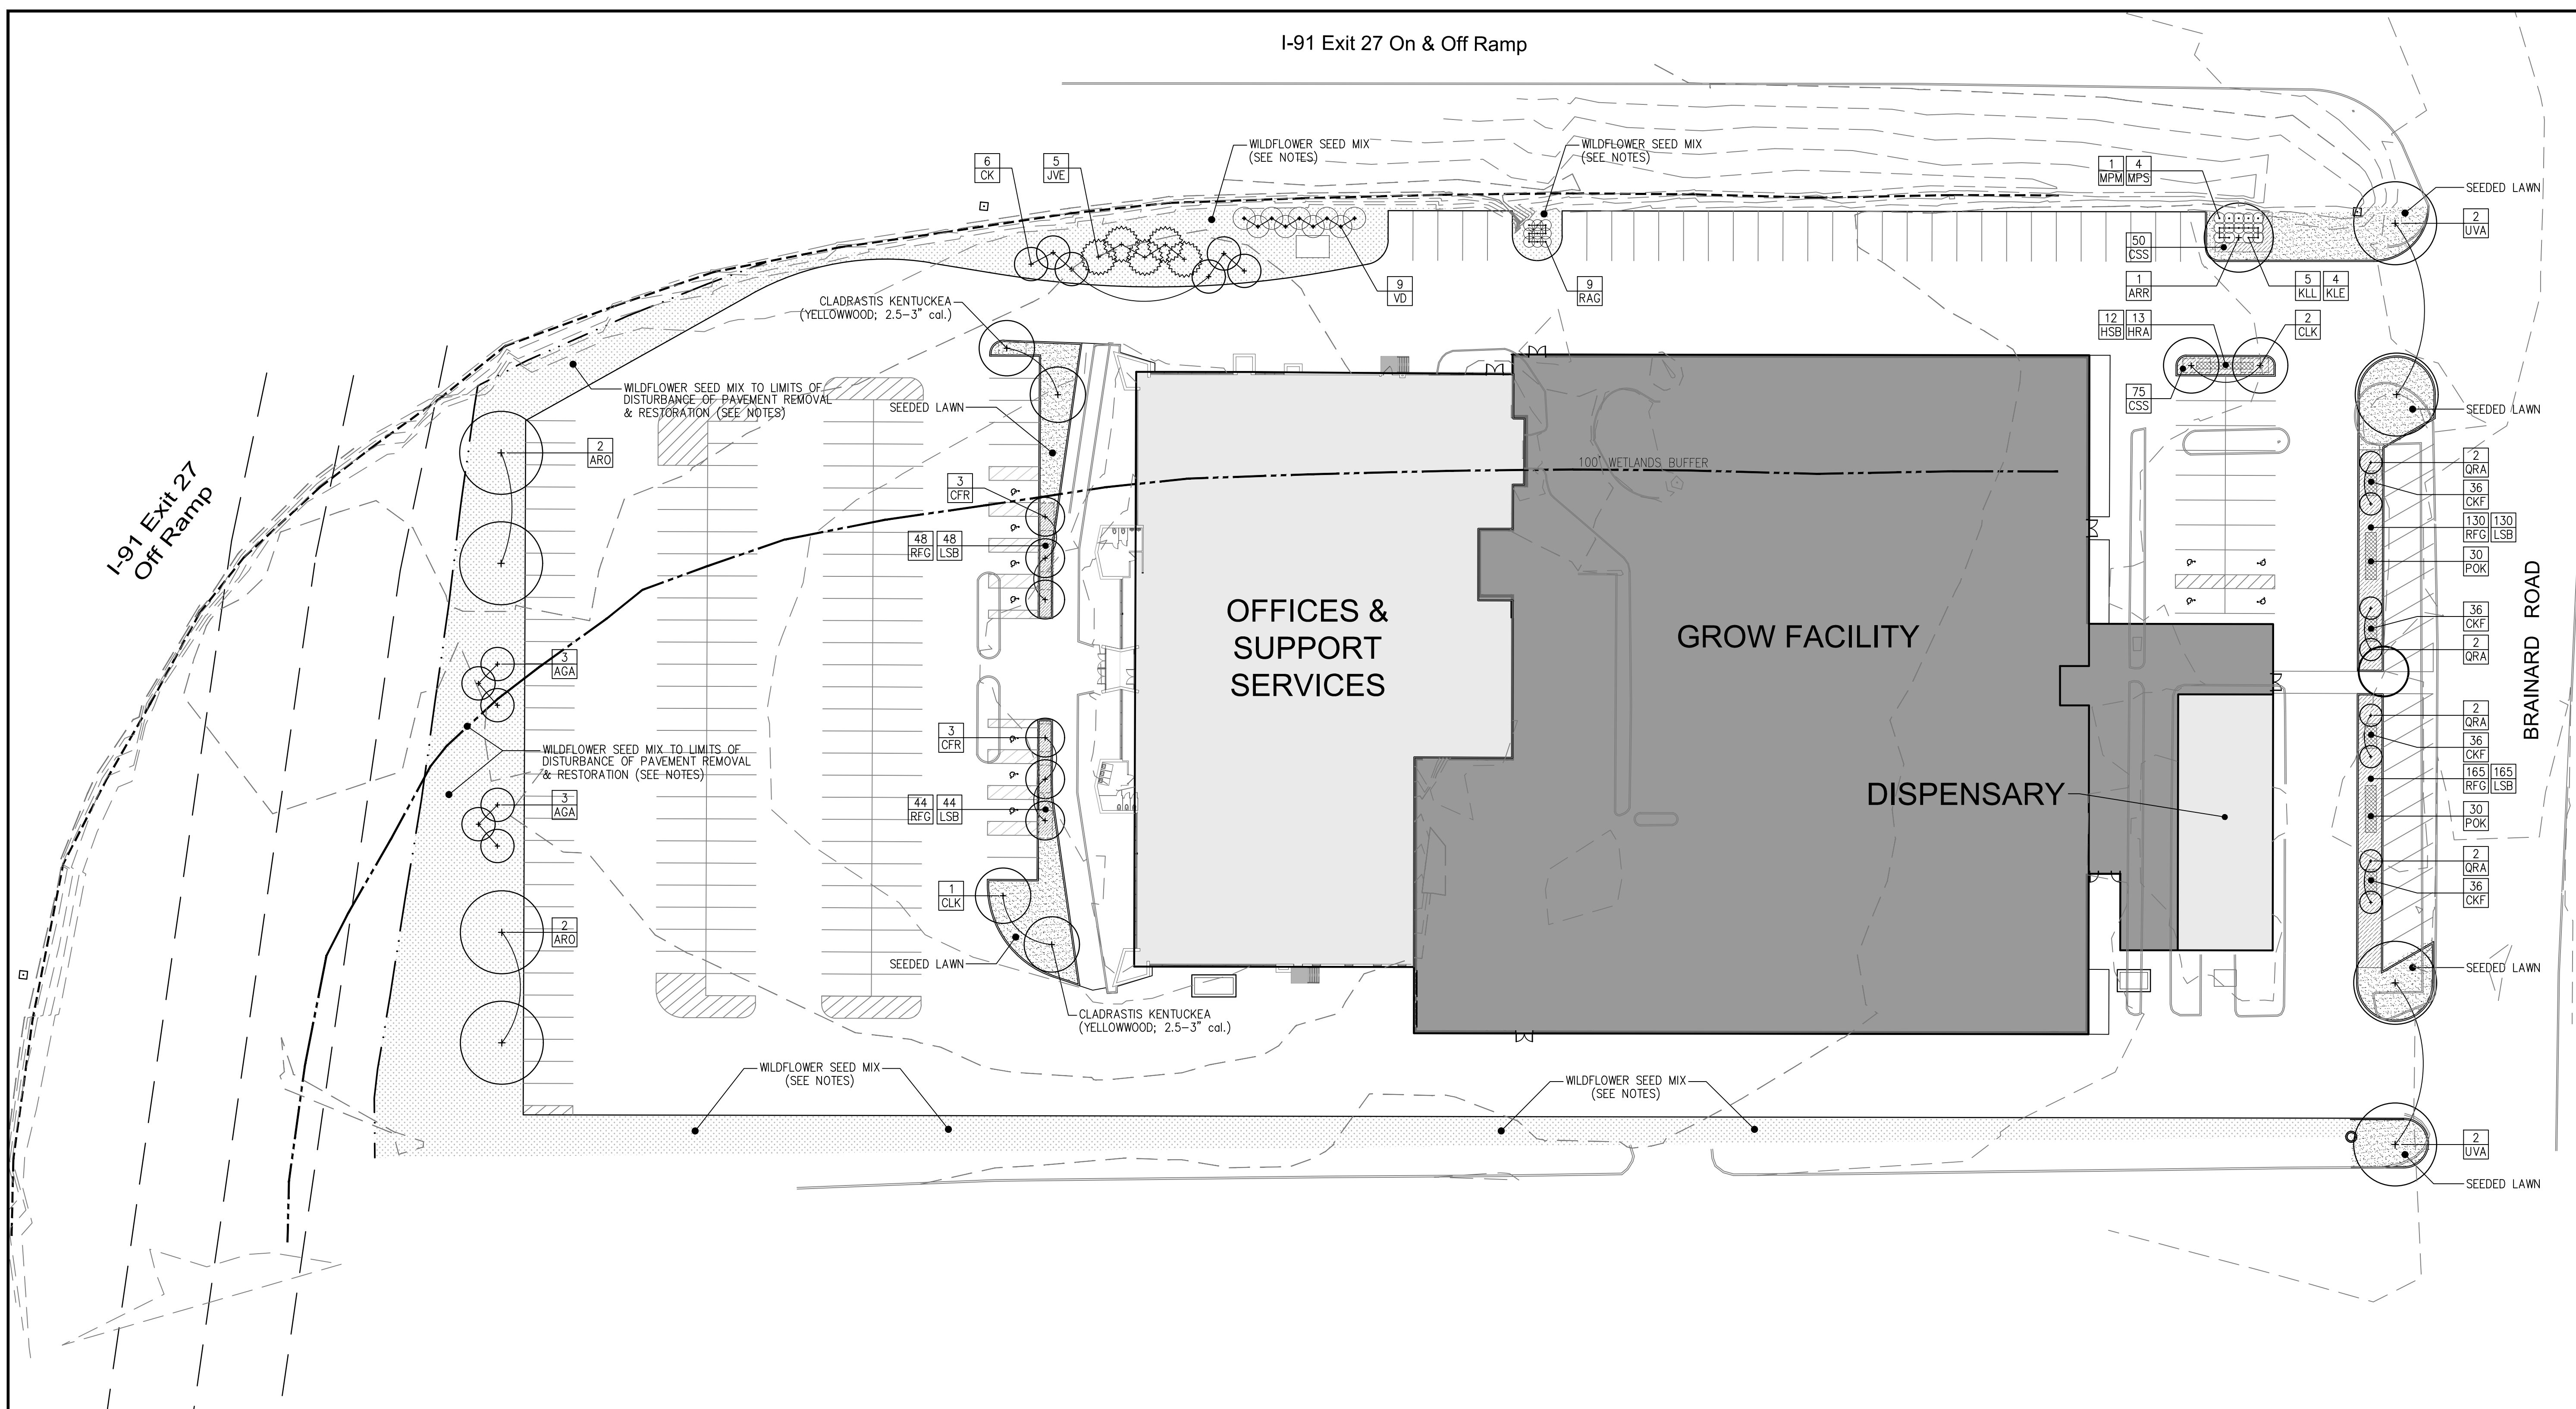 I-91 Exit 27 On & Off Ramp
WILDFLOWER SEED MIX
(SEE NOTES)
WILDFLOWER SEED MIX
(SEE NOTES)
6
CK
5
JVE
1
MPM
4
MPS
SEEDED LAWN
2
UVA
50
CSS
1
ARR
5
KLL
4
KLE
9
VD
9
RAG
CLADRASTIS KENTUCKEA
(YELLOWWOOD; 2.5-3" cal.)
12
HSB
13
HRA
2
CLK
75
CSS
WILDFLOWER SEED MIX TO LIMITS OF
DISTURBANCE OF PAVEMENT REMOVAL
& RESTORATION (SEE NOTES)
SEEDED LAWN
SEEDED LAWN
2
ARO
100' WETLANDS BUFFER
2
QRA
3
CFR
36
CKF
I-91 Exit 27
Off Ramp
130
RFG
130
LSB
48
RFG
48
LSB
30
POK
OFFICES &
SUPPORT
SERVICES
GROW FACILITY
36
CKF
2
QRA
BRAINARD ROAD
3
AGA
2
QRA
3
CFR
36
CKF
WILDFLOWER SEED MIX TO LIMITS OF
DISTURBANCE OF PAVEMENT REMOVAL
& RESTORATION (SEE NOTES)
165
RFG
165
LSB
DISPENSARY
3
AGA
44
RFG
44
LSB
30
POK
2
QRA
1
CLK
36
CKF
2
ARO
SEEDED LAWN
SEEDED LAWN
CLADRASTIS KENTUCKEA
(YELLOWWOOD; 2.5-3" cal.)
WILDFLOWER SEED MIX
(SEE NOTES)
WILDFLOWER SEED MIX
(SEE NOTES)
2
UVA
SEEDED LAWN